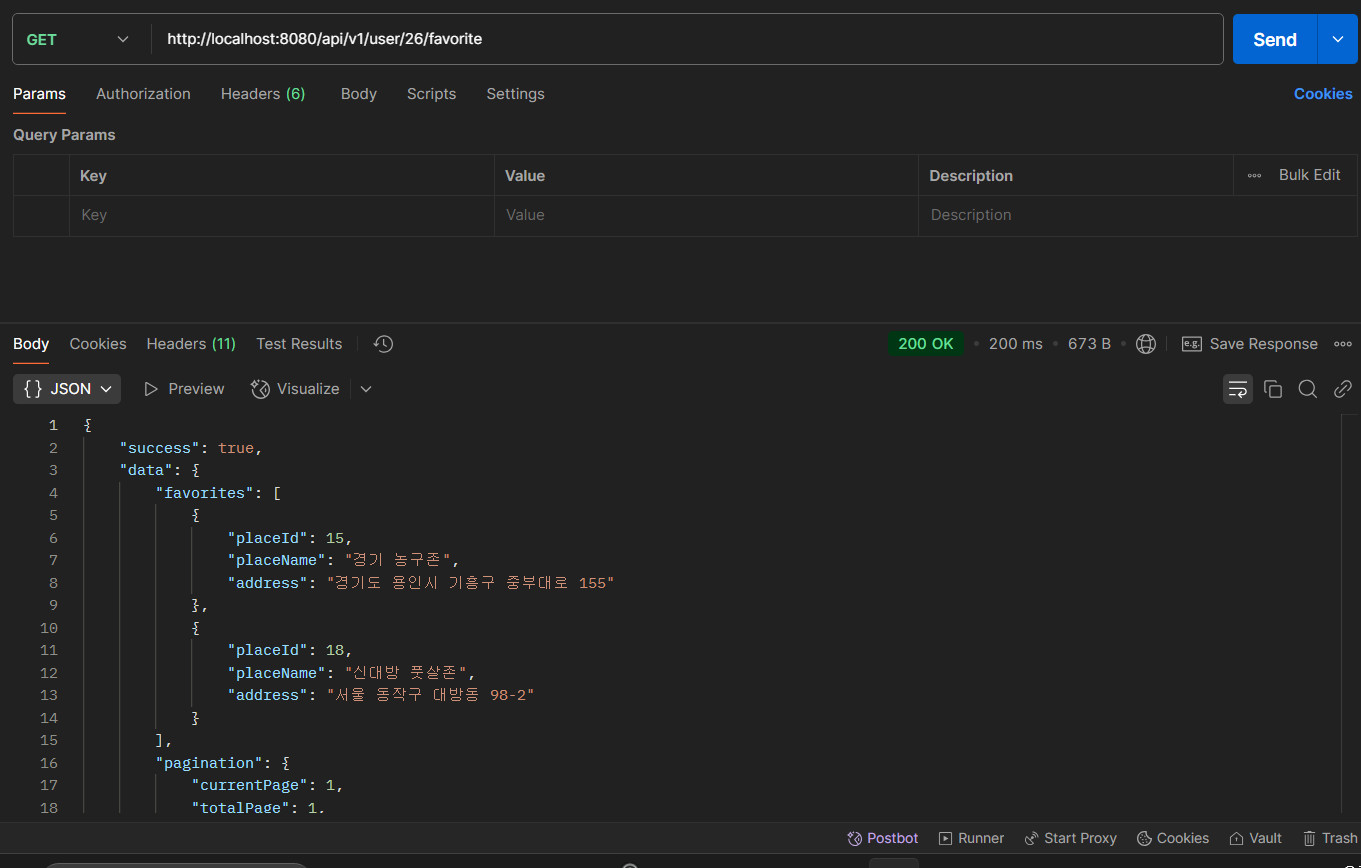 GET http://localhost:8080/api/v1/user/26/favorite Send
Params Authorization Headers (6) Body Scripts Settings Cookies
Query Params
Key Value Description Bulk Edit
Key Value Description
Body Cookies Headers (11) Test Results 200 OK • 200 ms • 673 B • e.g. Save Response
{} JSON Preview Visualize
1 {
2 "success": true,
3 "data": {
4 "favorites": [
5 {
6 "placeId": 15,
7 "placeName": "경기 농구존",
8 "address": "경기도 용인시 기흥구 중부대로 155"
9 },
10 {
11 "placeId": 18,
12 "placeName": "신대방 풋살존",
13 "address": "서울 동작구 대방동 98-2"
14 }
15 ],
16 "pagination": {
17 "currentPage": 1,
18 "totalPage": 1,
Postbot Runner Start Proxy Cookies Vault Trash